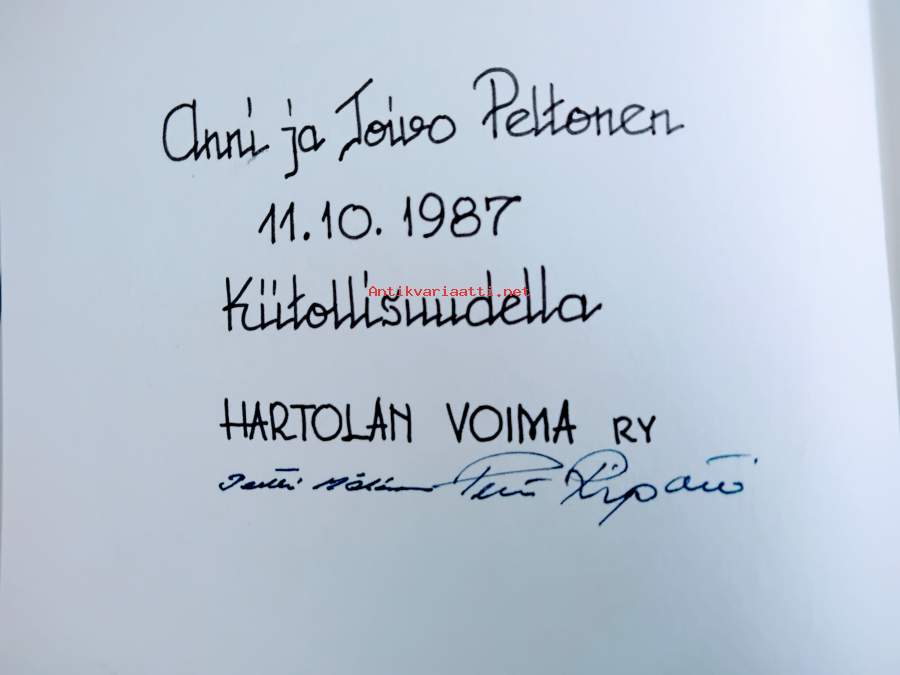 Anni ja Toivo Peltonen
11.10.1987
Antikvariaatti.net
Kiitollisuudella
HARTOLAN VOIMA RY